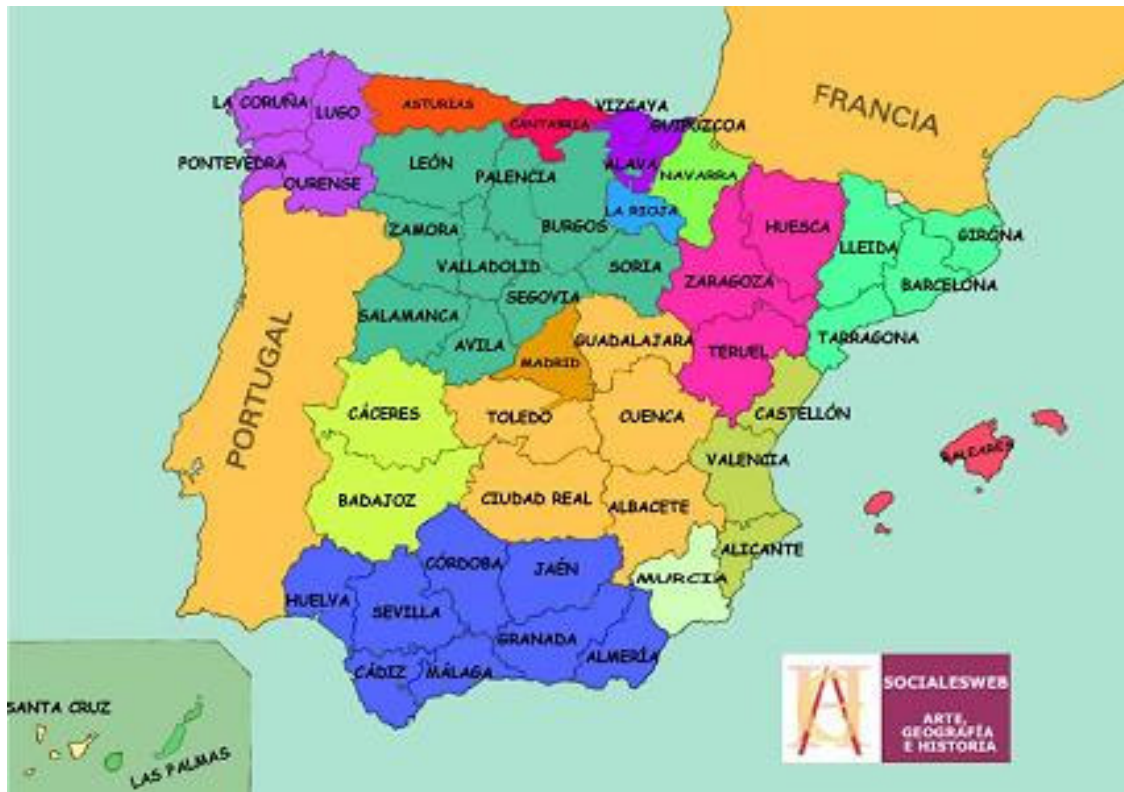 FRANCIA
LA CORUÑA
LUGO
ASTURIAS
CANTABRIA
VIZCAYA
GUIPÚZCOA
PONTEVEDRA
OURENSE
LEÓN
PALENCIA
ÁLAVA
NAVARRA
LA RIOJA
BURGOS
ZAMORA
HUESCA
LLEIDA
GIRONA
VALLADOLID
SORIA
ZARAGOZA
BARCELONA
SEGOVIA
SALAMANCA
AVILA
MADRID
GUADALAJARA
TERUEL
TARRAGONA
PORTUGAL
CÁCERES
TOLEDO
CUENCA
CASTELLÓN
VALENCIA
BALEARES
BADAJOZ
CIUDAD REAL
ALBACETE
ALICANTE
CÓRDOBA
JAÉN
MURCIA
HUELVA
SEVILLA
GRANADA
ALMERÍA
CÁDIZ
MÁLAGA
SANTA CRUZ
LAS PALMAS
SOCIALESWEB
ARTE,
GEOGRAFÍA
E HISTORIA